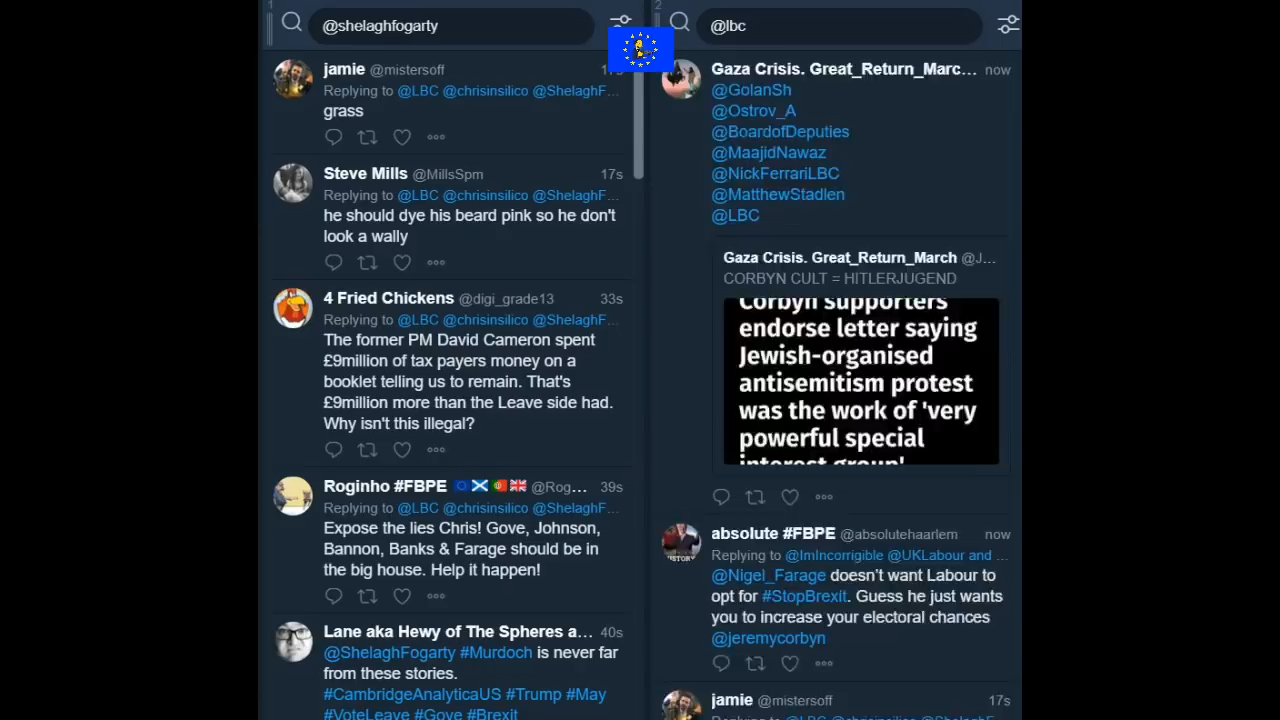 1
@shelaghfogarty
jamie @mistersoff
Replying to @LBC @chrisinsilico @ShelaghF...
grass
Steve Mills @MillsSpm 17s
Replying to @LBC @chrisinsilico @ShelaghF...
he should dye his beard pink so he don't
look a wally
4 Fried Chickens @digi_grade13 33s
Replying to @LBC @chrisinsilico @ShelaghF...
The former PM David Cameron spent
£9million of tax payers money on a
booklet telling us to remain. That's
£9million more than the Leave side had.
Why isn't this illegal?
Roginho #FBPE @Rog... 39s
Replying to @LBC @chrisinsilico @ShelaghF...
Expose the lies Chris! Gove, Johnson,
Bannon, Banks & Farage should be in
the big house. Help it happen!
Lane aka Hewy of The Spheres a... 40s
@ShelaghFogarty #Murdoch is never far
from these stories.
#CambridgeAnalyticaUS #Trump #May
#VoteLeave #Gove #Brexit
2
@lbc
Gaza Crisis. Great_Return_Marc... now
@GolanSh
@Ostrov_A
@BoardofDeputies
@MaajidNawaz
@NickFerrariLBC
@MatthewStadlen
@LBC
Gaza Crisis. Great_Return_March @J...
CORBYN CULT = HITLERJUGEND
Corbyn supporters
endorse letter saying
Jewish-organised
antisemitism protest
was the work of 'very
powerful special
interest group'
absolute #FBPE @absolutehaarlem now
Replying to @ImIncorrigible @UKLabour and ...
@Nigel_Farage doesn't want Labour to
opt for #StopBrexit. Guess he just wants
you to increase your electoral chances
@jeremycorbyn
jamie @mistersoff 17s
Replying to @LBC @chrisinsilico @ShelaghF...